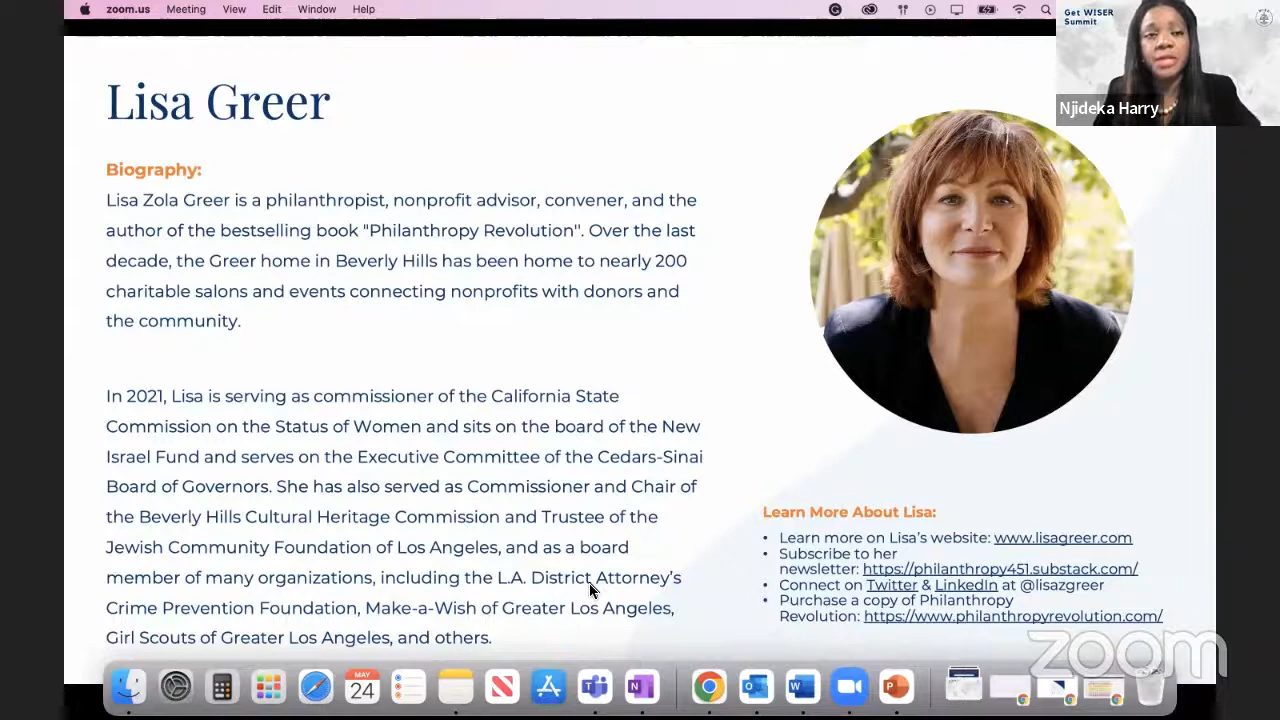 zoom.us Meeting View Edit Window Help
Get WISER
Summit
Njideka Harry
Lisa Greer
Biography:
Lisa Zola Greer is a philanthropist, nonprofit advisor, convener, and the
author of the bestselling book "Philanthropy Revolution". Over the last
decade, the Greer home in Beverly Hills has been home to nearly 200
charitable salons and events connecting nonprofits with donors and
the community.
In 2021, Lisa is serving as commissioner of the California State
Commission on the Status of Women and sits on the board of the New
Israel Fund and serves on the Executive Committee of the Cedars-Sinai
Board of Governors. She has also served as Commissioner and Chair of
the Beverly Hills Cultural Heritage Commission and Trustee of the
Jewish Community Foundation of Los Angeles, and as a board
member of many organizations, including the L.A. District Attorney's
Crime Prevention Foundation, Make-a-Wish of Greater Los Angeles,
Girl Scouts of Greater Los Angeles, and others.
Learn More About Lisa:
• Learn more on Lisa's website: www.lisagreer.com
• Subscribe to her
newsletter: https://philanthropy451.substack.com/
• Connect on Twitter & LinkedIn at @lisazgreer
• Purchase a copy of Philanthropy
Revolution: https://www.philanthropyrevolution.com/
zoom
MAY
24